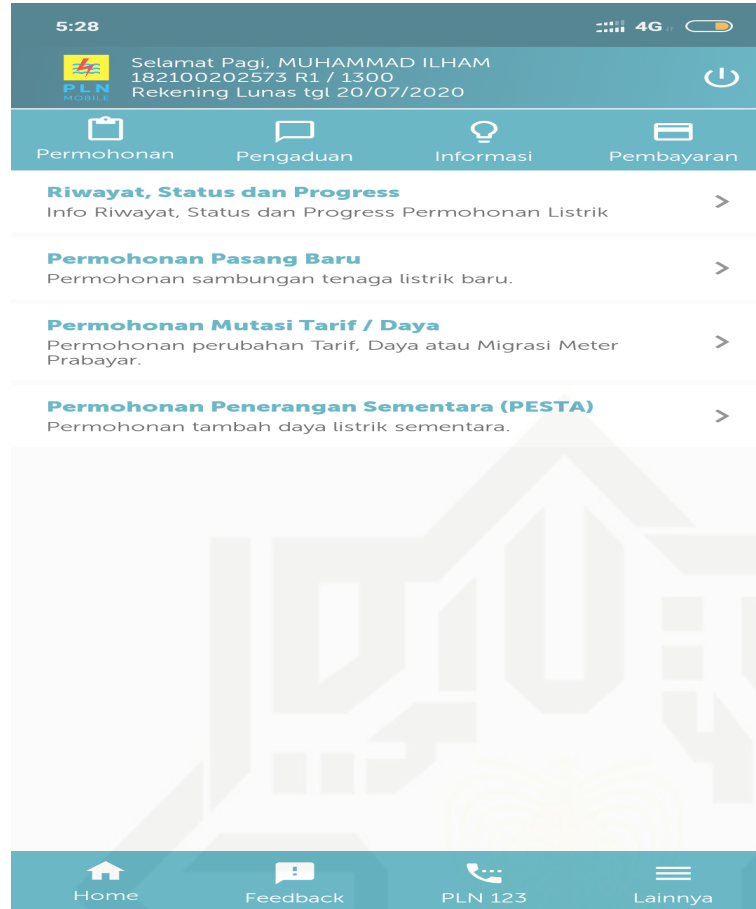 5:28
4G
Selamat Pagi, MUHAMMAD ILHAM
182100202573 R1 / 1300
Rekening Lunas tgl 20/07/2020
PLN
MOBILE
Permohonan
Pengaduan
Informasi
Pembayaran
Riwayat, Status dan Progress
Info Riwayat, Status dan Progress Permohonan Listrik
Permohonan Pasang Baru
Permohonan sambungan tenaga listrik baru.
Permohonan Mutasi Tarif / Daya
Permohonan perubahan Tarif, Daya atau Migrasi Meter
Prabayar.
Permohonan Penerangan Sementara (PESTA)
Permohonan tambah daya listrik sementara.
Home
Feedback
PLN 123
Lainnya